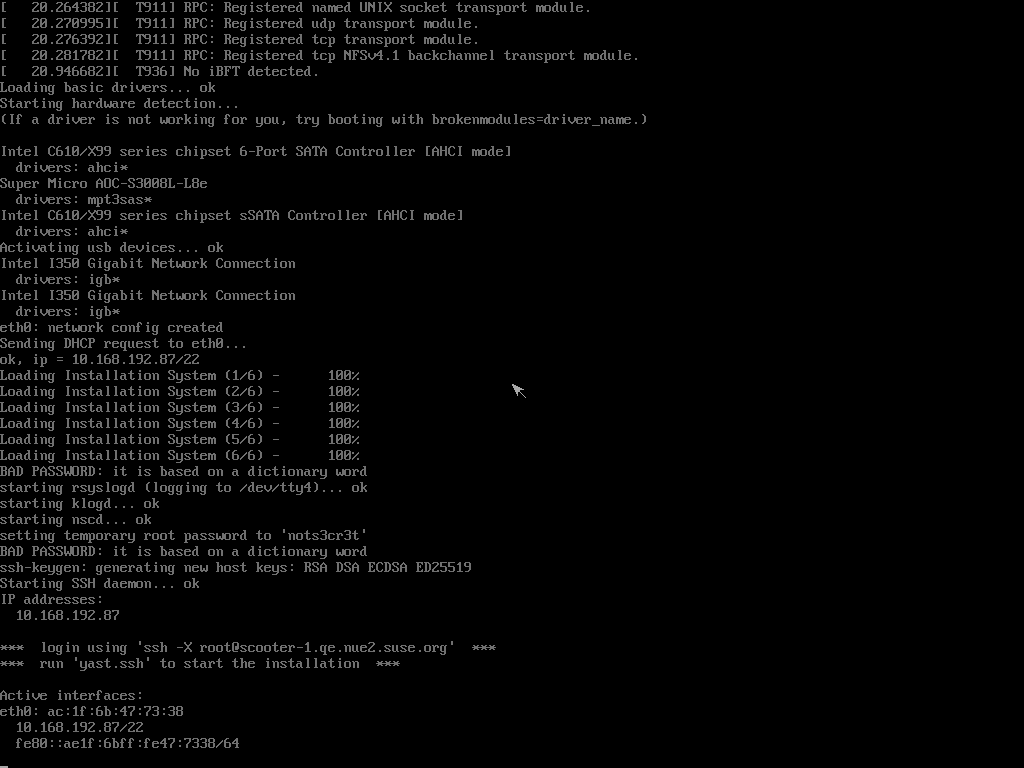 [   20.264382][  T911] RPC: Registered named UNIX socket transport module.
[   20.270995][  T911] RPC: Registered udp transport module.
[   20.276392][  T911] RPC: Registered tcp transport module.
[   20.281782][  T911] RPC: Registered tcp NFSv4.1 backchannel transport module.
[   20.946682][  T936] No iBFT detected.
Loading basic drivers... ok
Starting hardware detection...
(If a driver is not working for you, try booting with brokenmodules=driver_name.)

Intel C610/X99 series chipset 6-Port SATA Controller [AHCI mode]
  drivers: ahci*
Super Micro AOC-S3008L-L8e
  drivers: mpt3sas*
Intel C610/X99 series chipset sSATA Controller [AHCI mode]
  drivers: ahci*
Activating usb devices... ok
Intel I350 Gigabit Network Connection
  drivers: igb*
Intel I350 Gigabit Network Connection
  drivers: igb*
eth0: network config created
Sending DHCP request to eth0...
ok, ip = 10.168.192.87/22
Loading Installation System (1/6) -      100%
Loading Installation System (2/6) -      100%
Loading Installation System (3/6) -      100%
Loading Installation System (4/6) -      100%
Loading Installation System (5/6) -      100%
Loading Installation System (6/6) -      100%
BAD PASSWORD: it is based on a dictionary word
starting rsyslogd (logging to /dev/tty4)... ok
starting klogd... ok
starting nscd... ok
setting temporary root password to 'nots3cr3t'
BAD PASSWORD: it is based on a dictionary word
ssh-keygen: generating new host keys: RSA DSA ECDSA ED25519
Starting SSH daemon... ok
IP addresses:
  10.168.192.87

***  login using 'ssh -X root@scooter-1.qe.nue2.suse.org'  ***
***  run 'yast.ssh' to start the installation  ***

Active interfaces:
eth0: ac:1f:6b:47:73:38
  10.168.192.87/22
  fe80::ae1f:6bff:fe47:7338/64